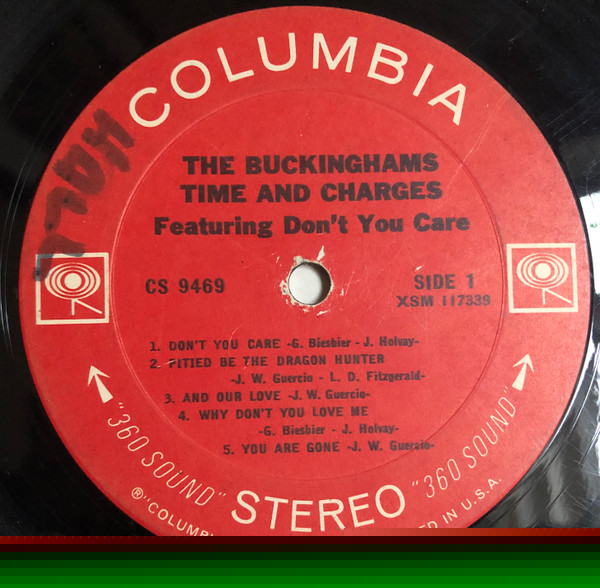 COLUMBIA
THE BUCKINGHAMS
TIME AND CHARGES
Featuring Don't You Care
CS 9469
SIDE 1
XSM 117339
1. DON'T YOU CARE -G. Biesbier - J. Holvay-
2. PITIED BE THE DRAGON HUNTER
-J. W. Guercio - L. D. Fitzgerald-
3. AND OUR LOVE -J. W. Guercio-
4. WHY DON'T YOU LOVE ME
-G. Biesbier - J. Holvay-
5. YOU ARE GONE -J. W. Guercio-
"360 SOUND" STEREO "360 SOUND"
IN U.S.A.